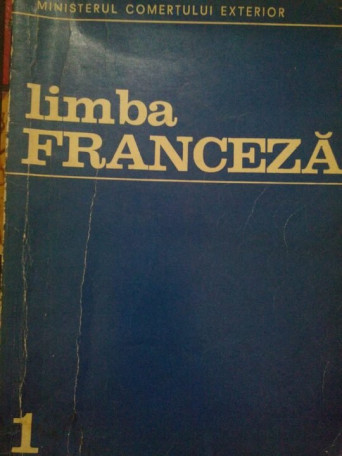 MINISTERUL COMERTULUI EXTERIOR
limba
FRANCEZĂ
1